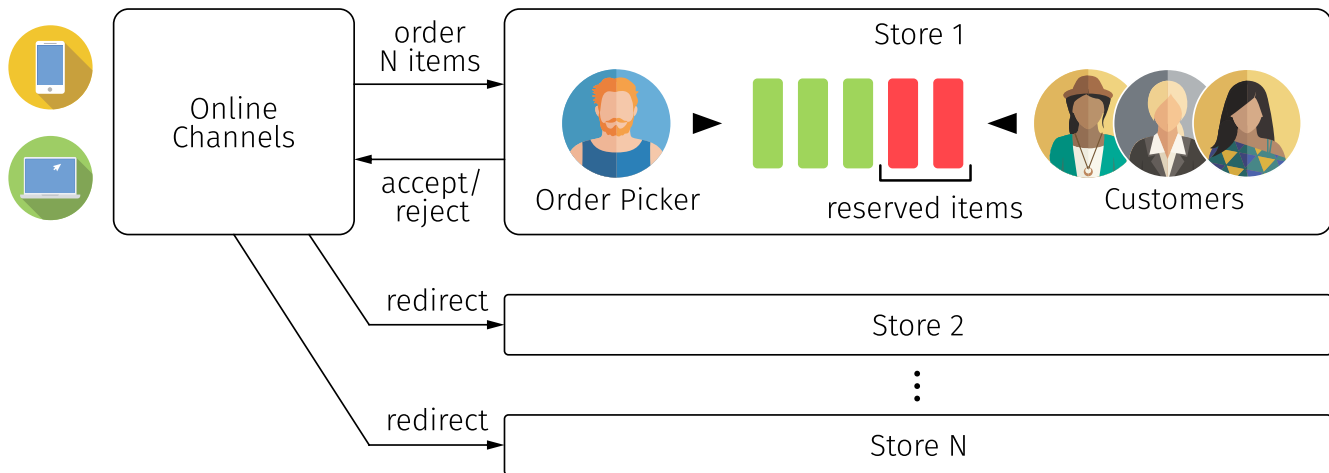 order
N items
Online
Channels
accept/
reject
Store 1
Order Picker
reserved items
Customers
redirect
Store 2
redirect
Store N